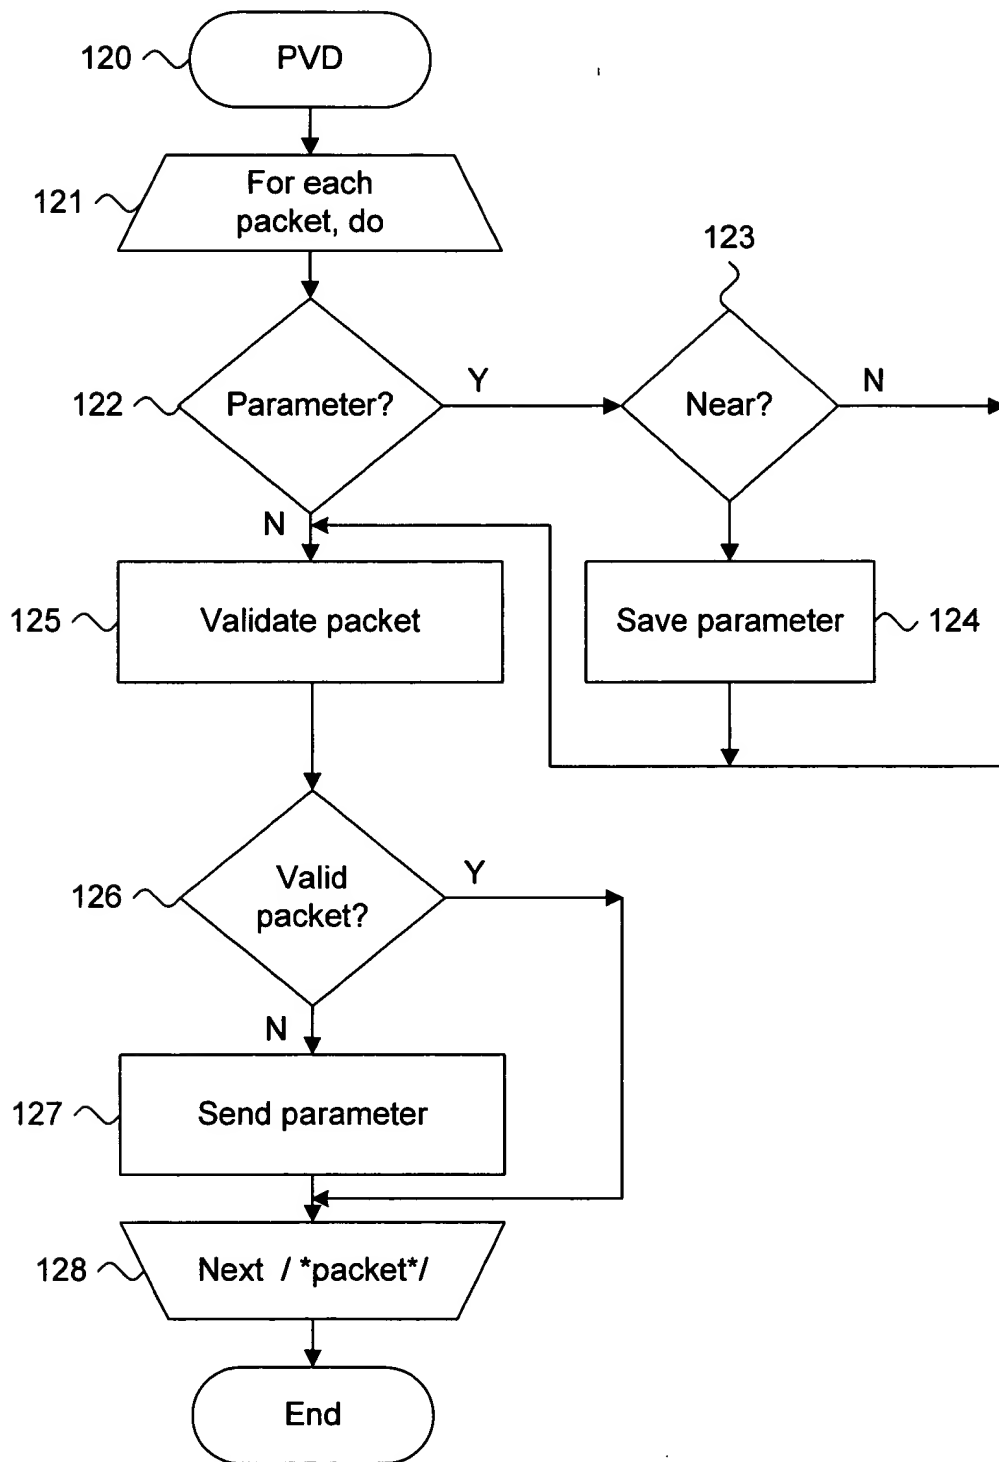 120
PVD
121
For each
packet, do
123
122
Parameter?
Y
Near?
N
N
125
Validate packet
Save parameter
124
126
Valid
packet?
Y
N
127
Send parameter
128
Next / *packet*/
End